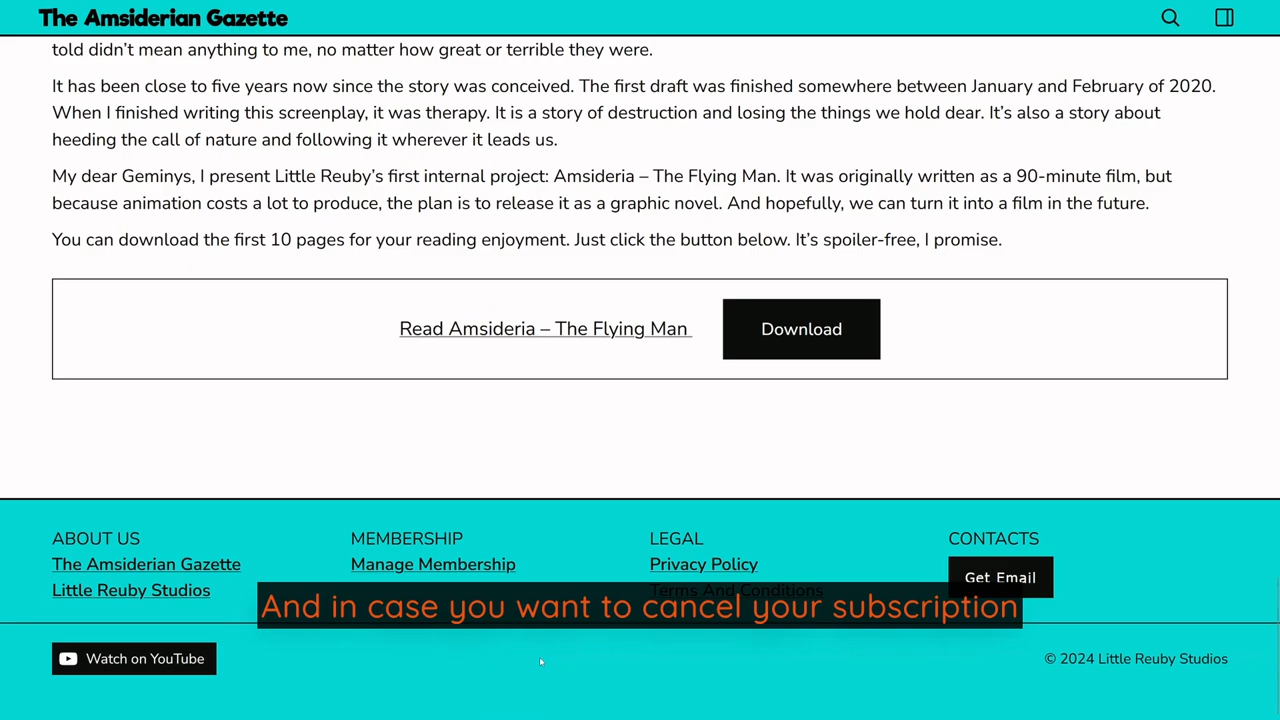 The Amsiderian Gazette
told didn’t mean anything to me, no matter how great or terrible they were.
It has been close to five years now since the story was conceived. The first draft was finished somewhere between January and February of 2020.
When I finished writing this screenplay, it was therapy. It is a story of destruction and losing the things we hold dear. It’s also a story about
heeding the call of nature and following it wherever it leads us.
My dear Geminys, I present Little Reuby’s first internal project: Amsideria – The Flying Man. It was originally written as a 90-minute film, but
because animation costs a lot to produce, the plan is to release it as a graphic novel. And hopefully, we can turn it into a film in the future.
You can download the first 10 pages for your reading enjoyment. Just click the button below. It’s spoiler-free, I promise.
Read Amsideria – The Flying Man
Download
ABOUT US
The Amsiderian Gazette
Little Reuby Studios
MEMBERSHIP
Manage Membership
LEGAL
Privacy Policy
Terms And Conditions
CONTACTS
Get Email
And in case you want to cancel your subscription
Watch on YouTube
© 2024 Little Reuby Studios